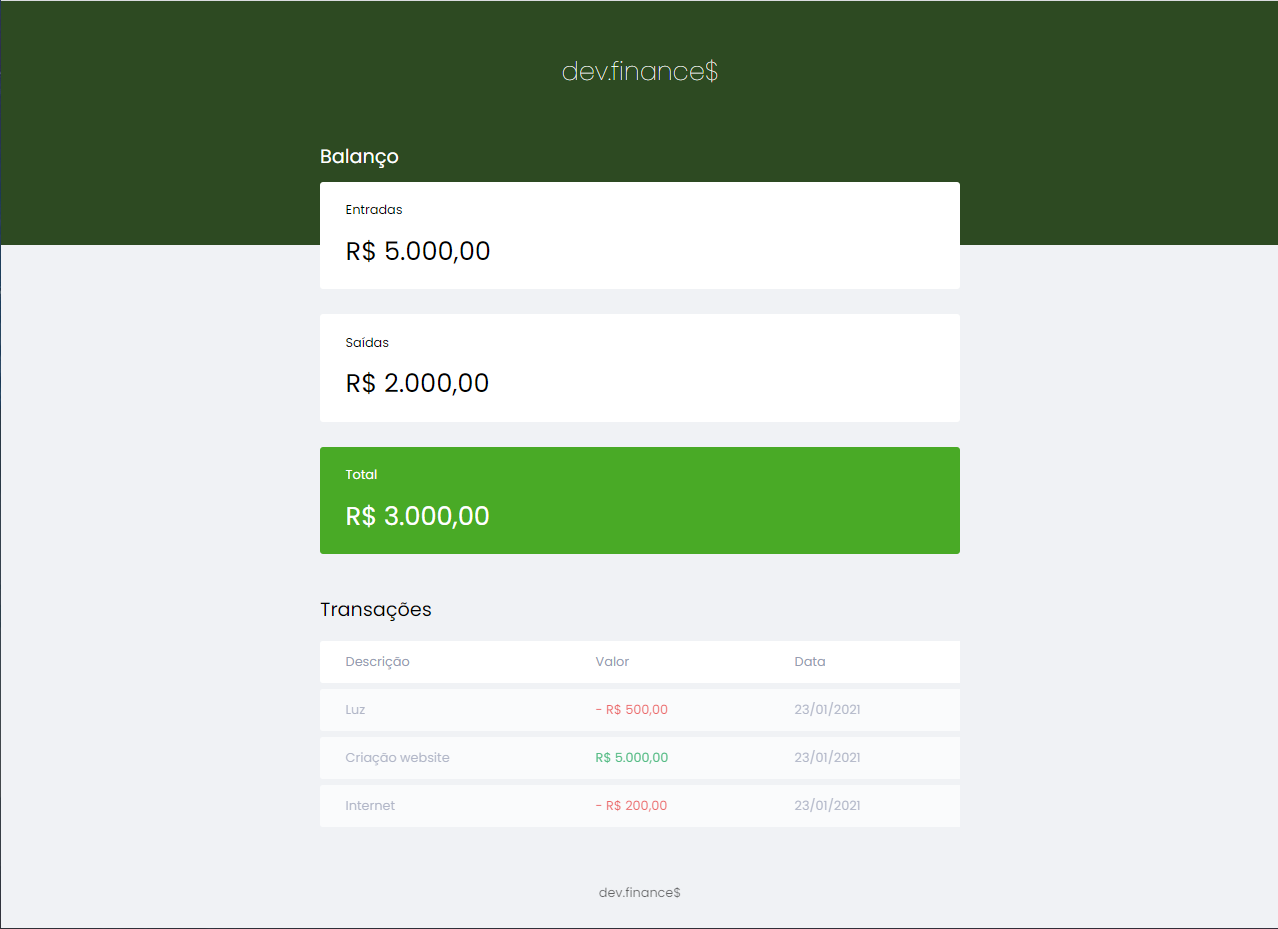 dev.finance$
Balanço
Entradas
R$ 5.000,00
Saídas
R$ 2.000,00
Total
R$ 3.000,00
Transações
Descrição Valor Data
Luz - R$ 500,00 23/01/2021
Criação website R$ 5.000,00 23/01/2021
Internet - R$ 200,00 23/01/2021
dev.finance$